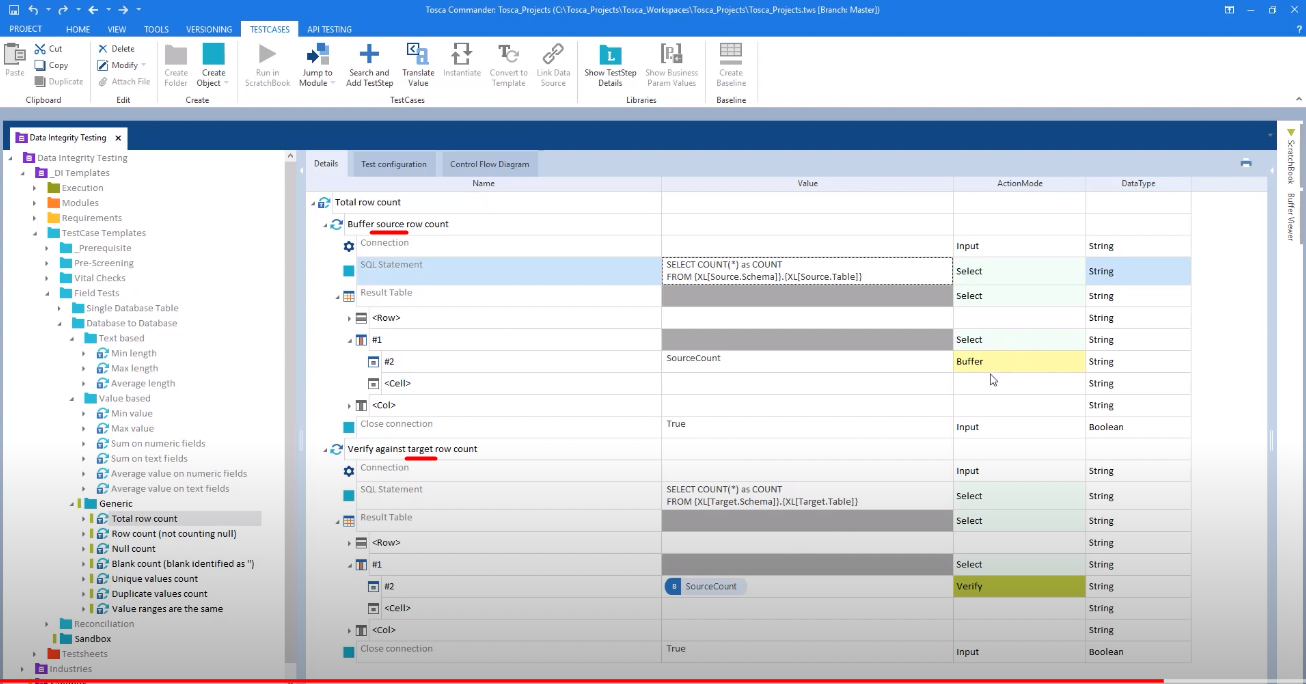 Tosca Commander: Tosca_Projects (C:\Tosca_Projects\Tosca_Workspaces\Tosca_Projects\Tosca_Projects.tws [Branch: Master])
PROJECT HOME VIEW TOOLS VERSIONING TESTCASES API TESTING
Paste
Cut
Copy
Duplicate
Clipboard
Delete
Modify
Attach File
Edit
Create Folder
Create Object
Create
Run in ScratchBook
Jump to Module
Search and Add TestStep
Translate Value
Instantiate
Convert to Template
Link Data Source
TestCases
Show TestStep Details
Show Business Param Values
Libraries
Create Baseline
Baseline
Data Integrity Testing
Data Integrity Testing
_DI Templates
Execution
Modules
Requirements
TestCase Templates
_Prerequisite
Pre-Screening
Vital Checks
Field Tests
Single Database Table
Database to Database
Text based
Min length
Max length
Average length
Value based
Min value
Max value
Sum on numeric fields
Sum on text fields
Average value on numeric fields
Average value on text fields
Generic
Total row count
Row count (not counting null)
Null count
Blank count (blank identified as '')
Unique values count
Duplicate values count
Value ranges are the same
Reconciliation
Sandbox
Testsheets
Industries
Details Test configuration Control Flow Diagram
Name Value ActionMode DataType
Total row count
Buffer source row count
Connection Input String
SQL Statement SELECT COUNT(*) as COUNT
FROM {XL[Source.Schema]}.{XL[Source.Table]} Select String
Result Table Select String
<Row> String
#1 Select String
#2 SourceCount Buffer String
<Cell> String
<Col> String
Close connection True Input Boolean
Verify against target row count
Connection Input String
SQL Statement SELECT COUNT(*) as COUNT
FROM {XL[Target.Schema]}.{XL[Target.Table]} Select String
Result Table Select String
<Row> String
#1 Select String
#2 B SourceCount Verify String
<Cell> String
<Col> String
Close connection True Input Boolean
ScratchBook
Buffer Viewer